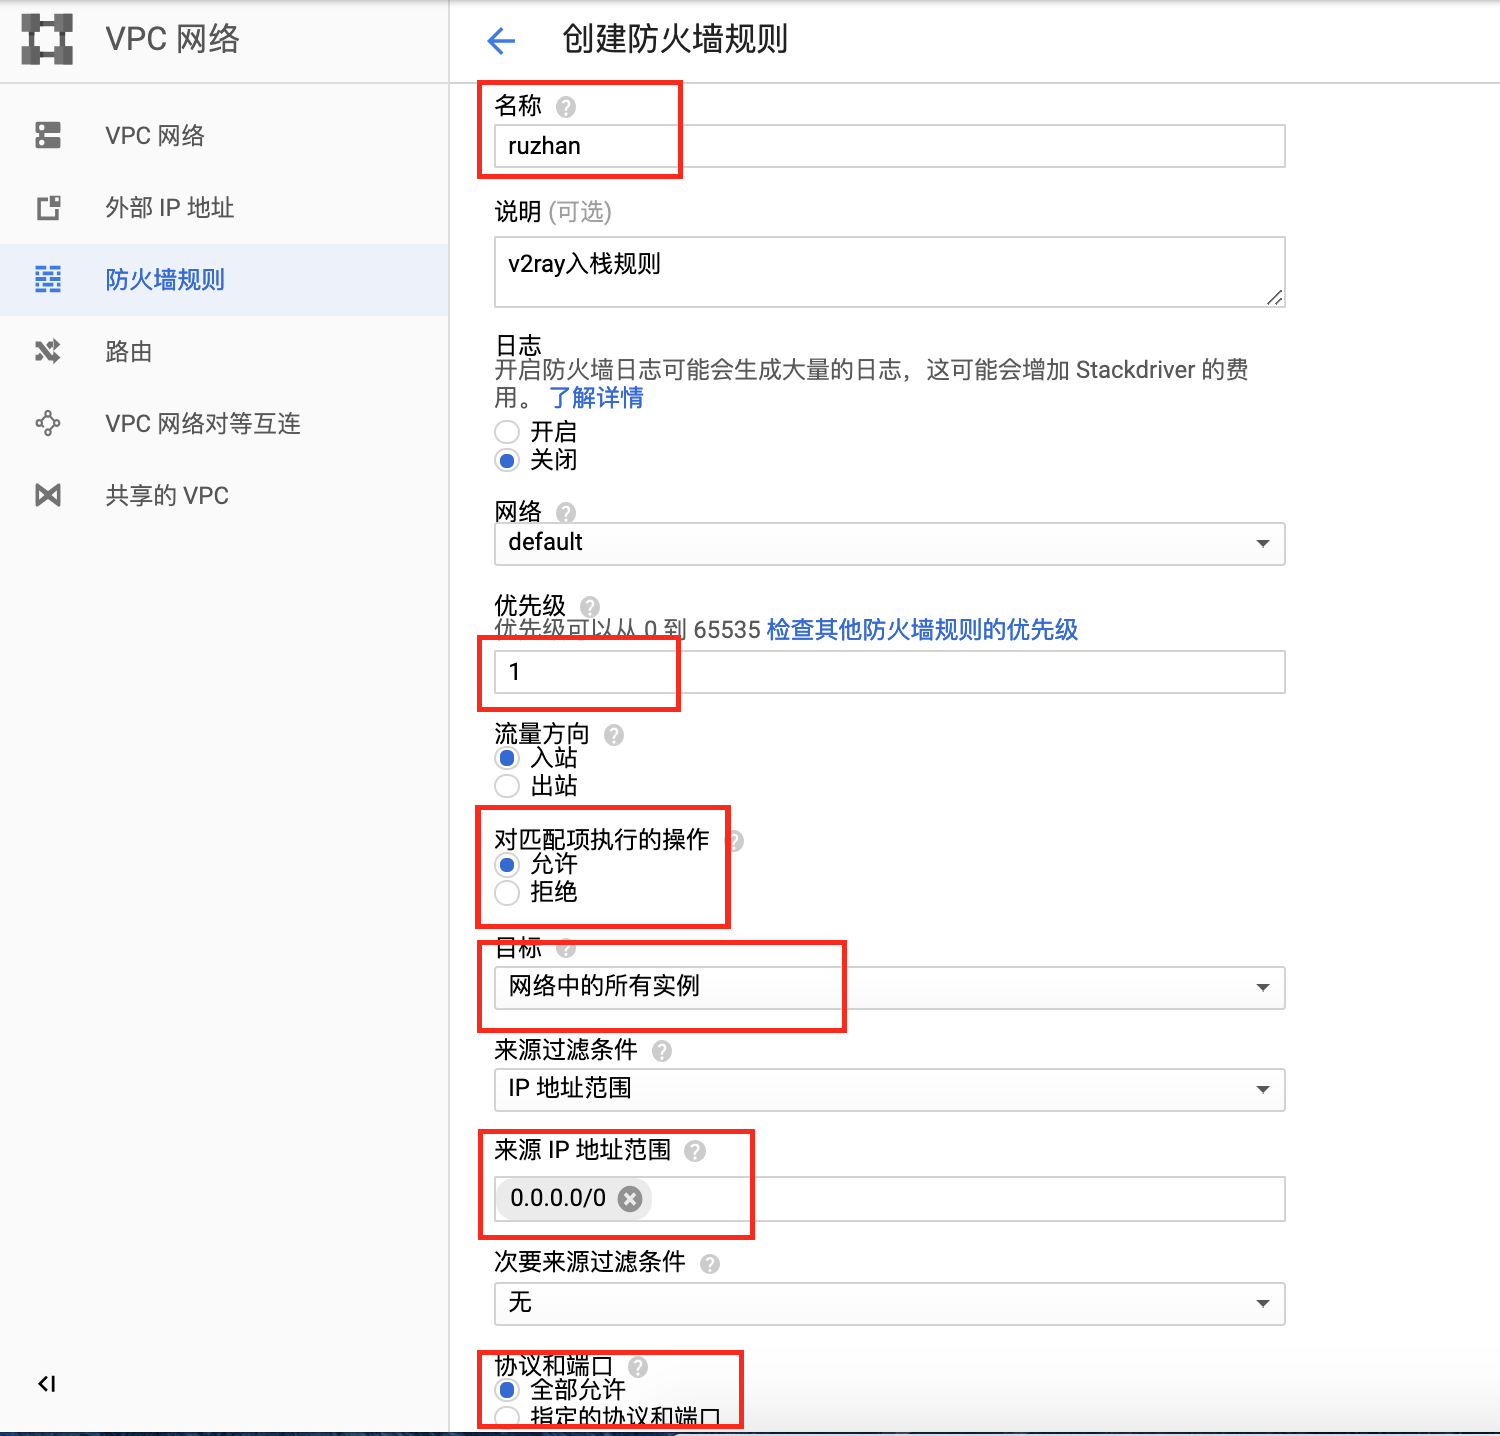 VPC 网络
创建防火墙规则
VPC 网络
外部 IP 地址
防火墙规则
路由
VPC 网络对等互连
共享的 VPC
名称
ruzhan
说明 (可选)
v2ray入栈规则
日志
开启防火墙日志可能会生成大量的日志，这可能会增加 Stackdriver 的费
用。 了解详情
开启
关闭
网络
default
优先级
优先级可以从 0 到 65535 检查其他防火墙规则的优先级
1
流量方向
入站
出站
对匹配项执行的操作
允许
拒绝
目标
网络中的所有实例
来源过滤条件
IP 地址范围
来源 IP 地址范围
0.0.0.0/0
次要来源过滤条件
无
协议和端口
全部允许
指定的协议和端口